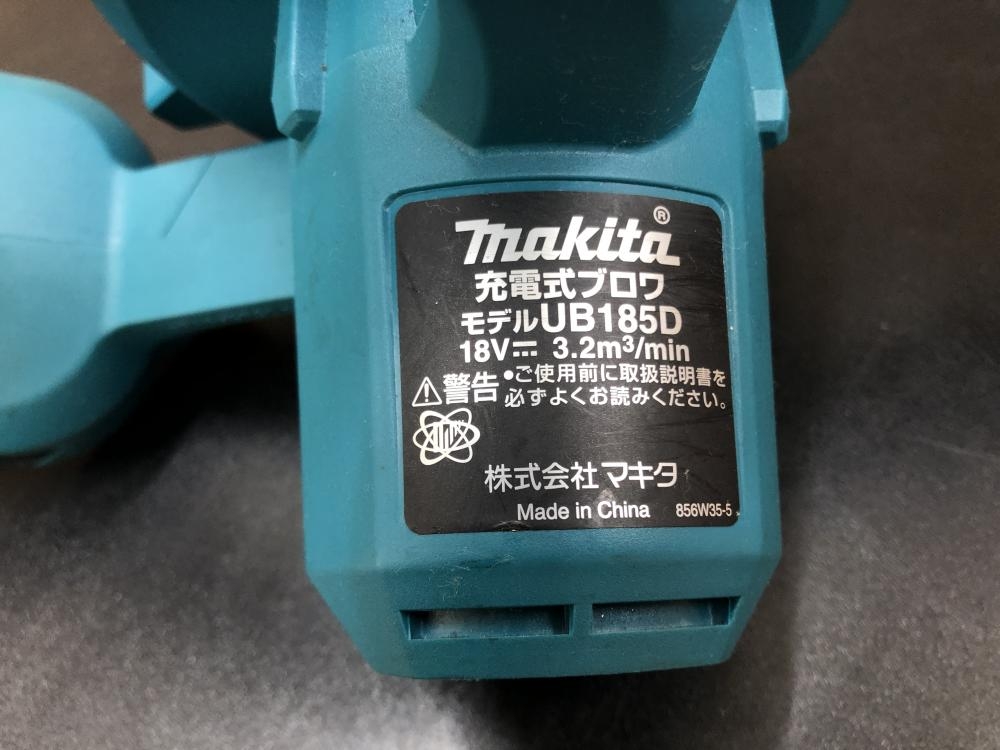 makita®
充電式ブロワ
モデルUB185D
18V⎓ 3.2m³/min
⚠警告 •ご使用前に取扱説明書を
必ずよくお読みください。
株式会社マキタ
Made in China 856W35-5